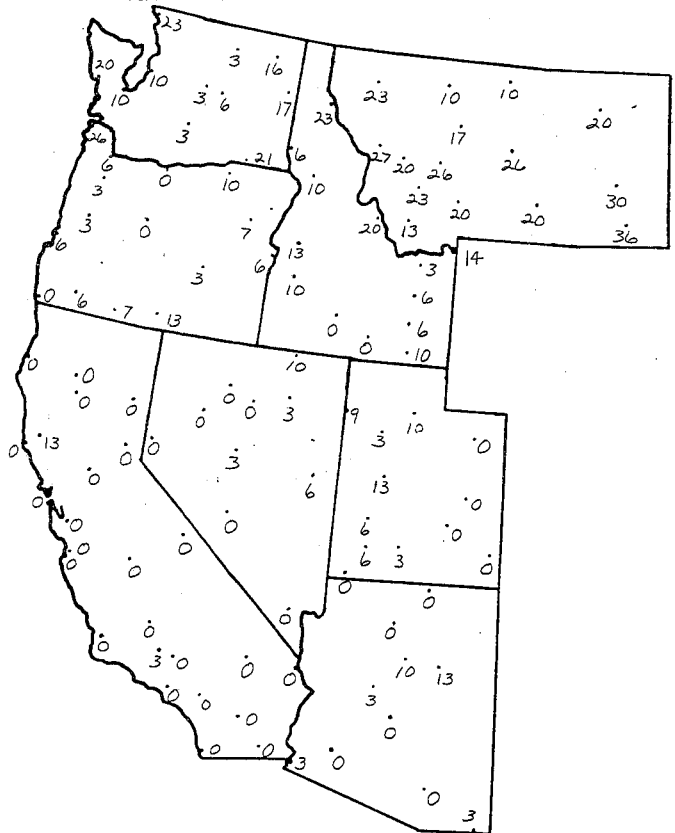 23
3 16
20 10
10 3 6 17 23
3
26
6 21 6
23 10 10
20
17
27 20 26 26
23 30
20 13 20 20 36
3 0 10 10
3 0 7
6 6 13
3 10
0 6 7 13
14
3
6
0 6
0 10
0 0 10
0 0 0 0 0 3 9 10
0 13 0 0 3 3 0
0 6 13
0 0 0 0
0 0 0 6 0
0 0 6 3 0
0 0
0 0 0 0
3 0 0 0 10 13
0 0 0 3
0 0 0 0
3 0
0
3